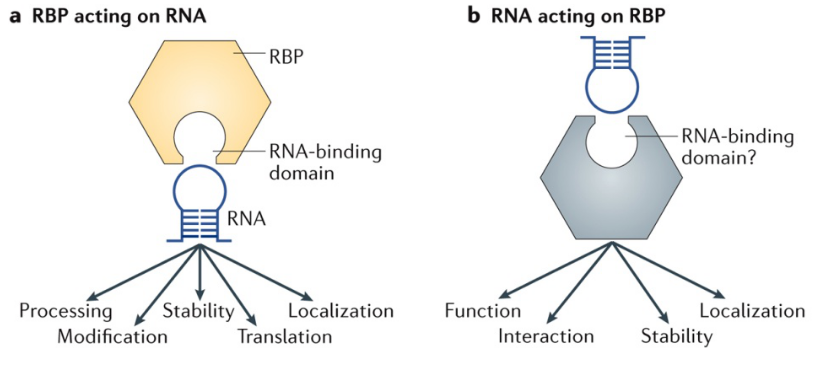 a RBP acting on RNA
RBP
RNA-binding
domain
RNA
Processing
Modification
Stability
Translation
Localization
b RNA acting on RBP
RNA-binding
domain?
Function
Interaction
Stability
Localization